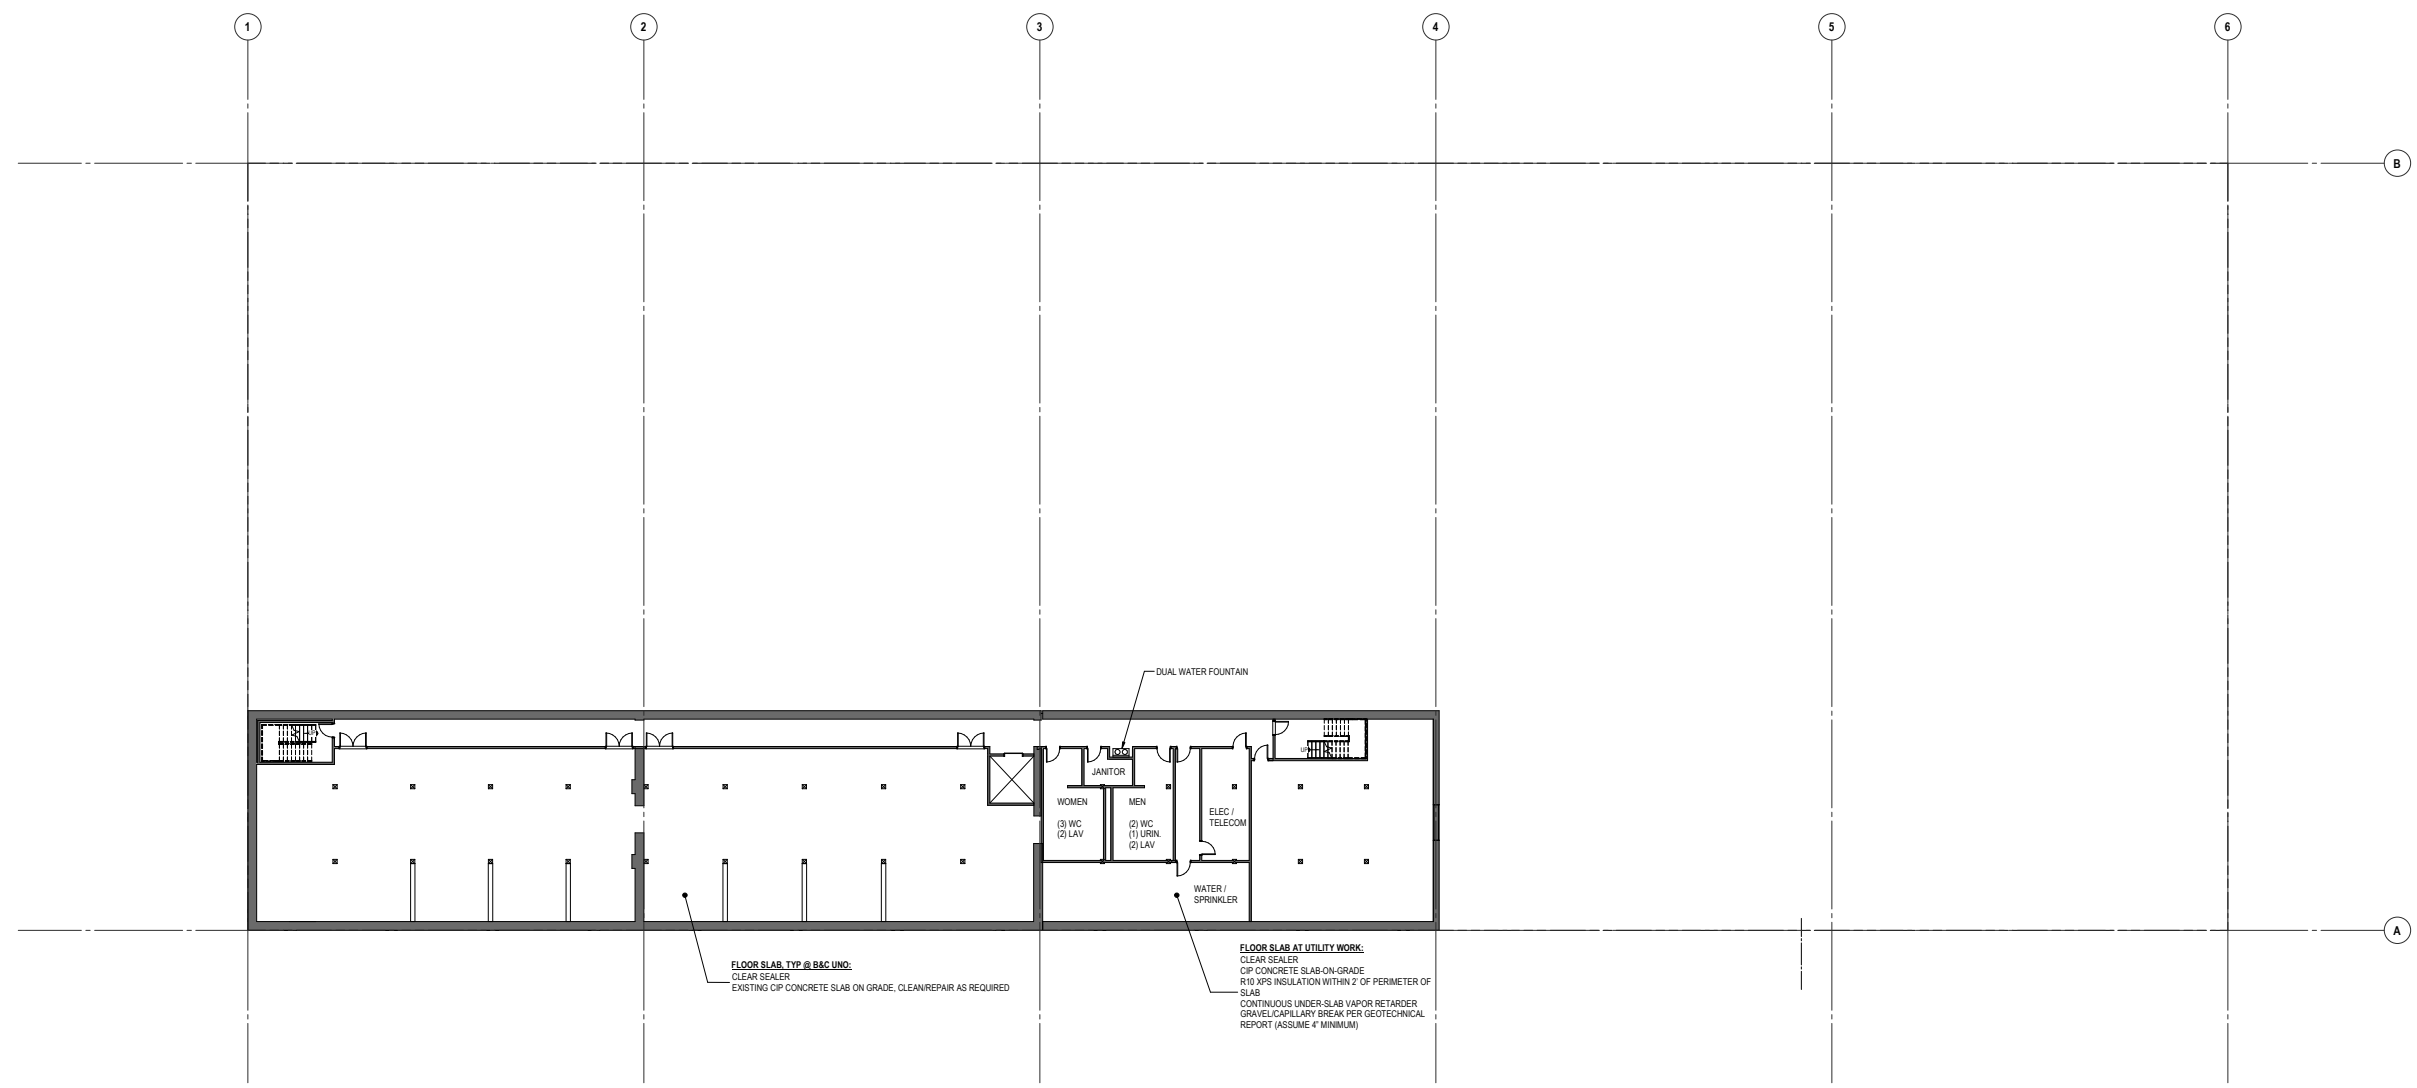 1
2
3
4
5
6
B
DUAL WATER FOUNTAIN
UP
UP
JANITOR
WOMEN
(3) WC
(2) LAV
MEN
(2) WC
(1) URIN.
(2) LAV
ELEC /
TELECOM
WATER /
SPRINKLER
A
FLOOR SLAB, TYP @ B&C UNO:
CLEAR SEALER
EXISTING CIP CONCRETE SLAB ON GRADE, CLEAN/REPAIR AS REQUIRED
FLOOR SLAB AT UTILITY WORK:
CLEAR SEALER
CIP CONCRETE SLAB-ON-GRADE
R10 XPS INSULATION WITHIN 2' OF PERIMETER OF
SLAB
CONTINUOUS UNDER-SLAB VAPOR RETARDER
GRAVEL/CAPILLARY BREAK PER GEOTECHNICAL
REPORT (ASSUME 4" MINIMUM)